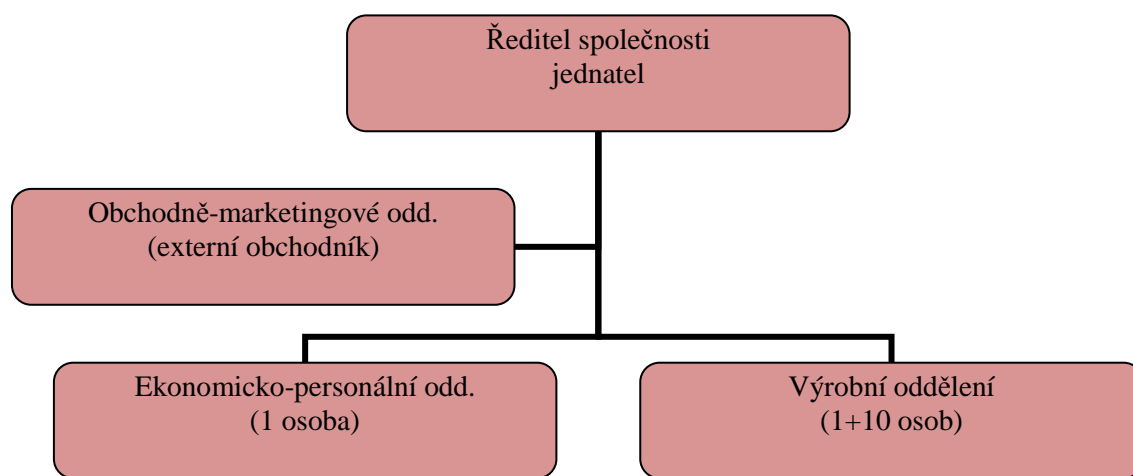 Ředitel společnosti
jednatel
Obchodně-marketingové odd.
(externí obchodník)
Ekonomicko-personální odd.
(1 osoba)
Výrobní oddělení
(1+10 osob)